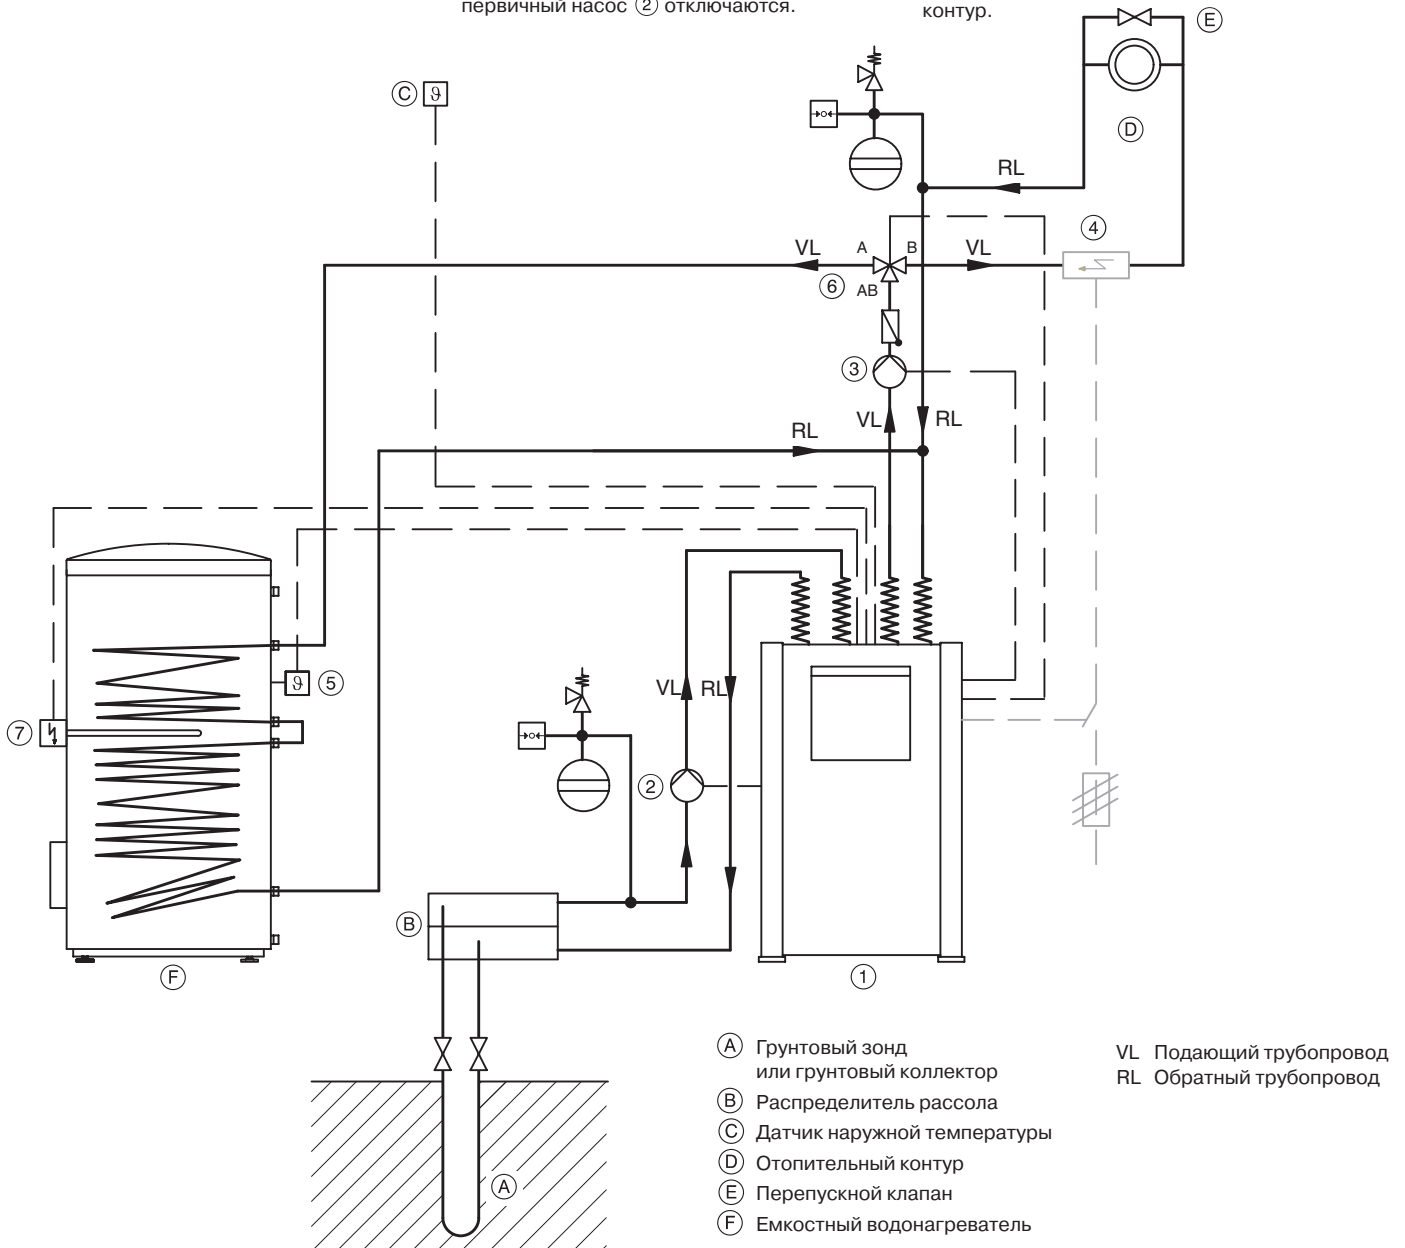 первичный насос ② отключаются.
контур.
Ⓔ
Ⓒ ϑ
Ⓓ
RL
④
VL A B VL
⑥ AB
③
VL RL
RL
ϑ ⑤
VL RL
⑦
②
Ⓑ
Ⓕ
①
Ⓐ
Ⓐ Грунтовый зонд
или грунтовый коллектор
Ⓑ Распределитель рассола
Ⓒ Датчик наружной температуры
Ⓓ Отопительный контур
Ⓔ Перепускной клапан
Ⓕ Емкостный водонагреватель
VL Подающий трубопровод
RL Обратный трубопровод